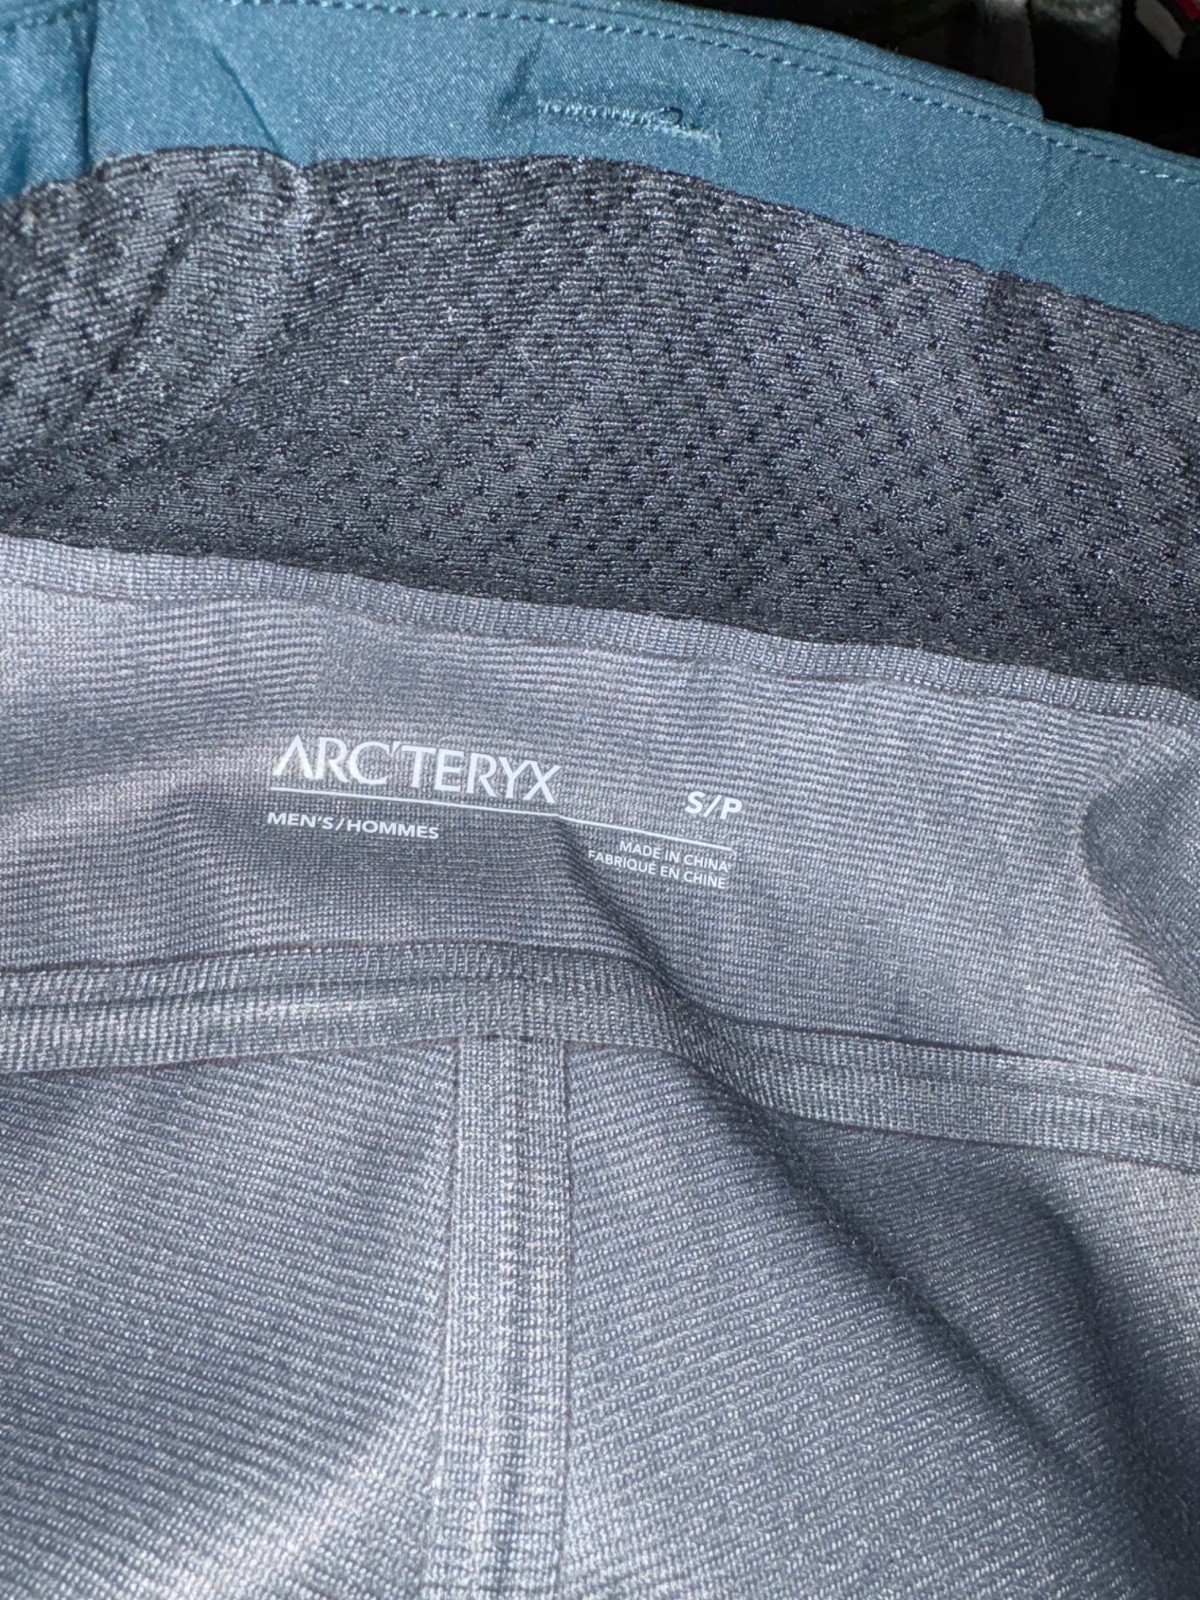 ARC'TERYX
S/P
MEN'S/HOMMES
MADE IN CHINA
FABRIQUÉ EN CHINE